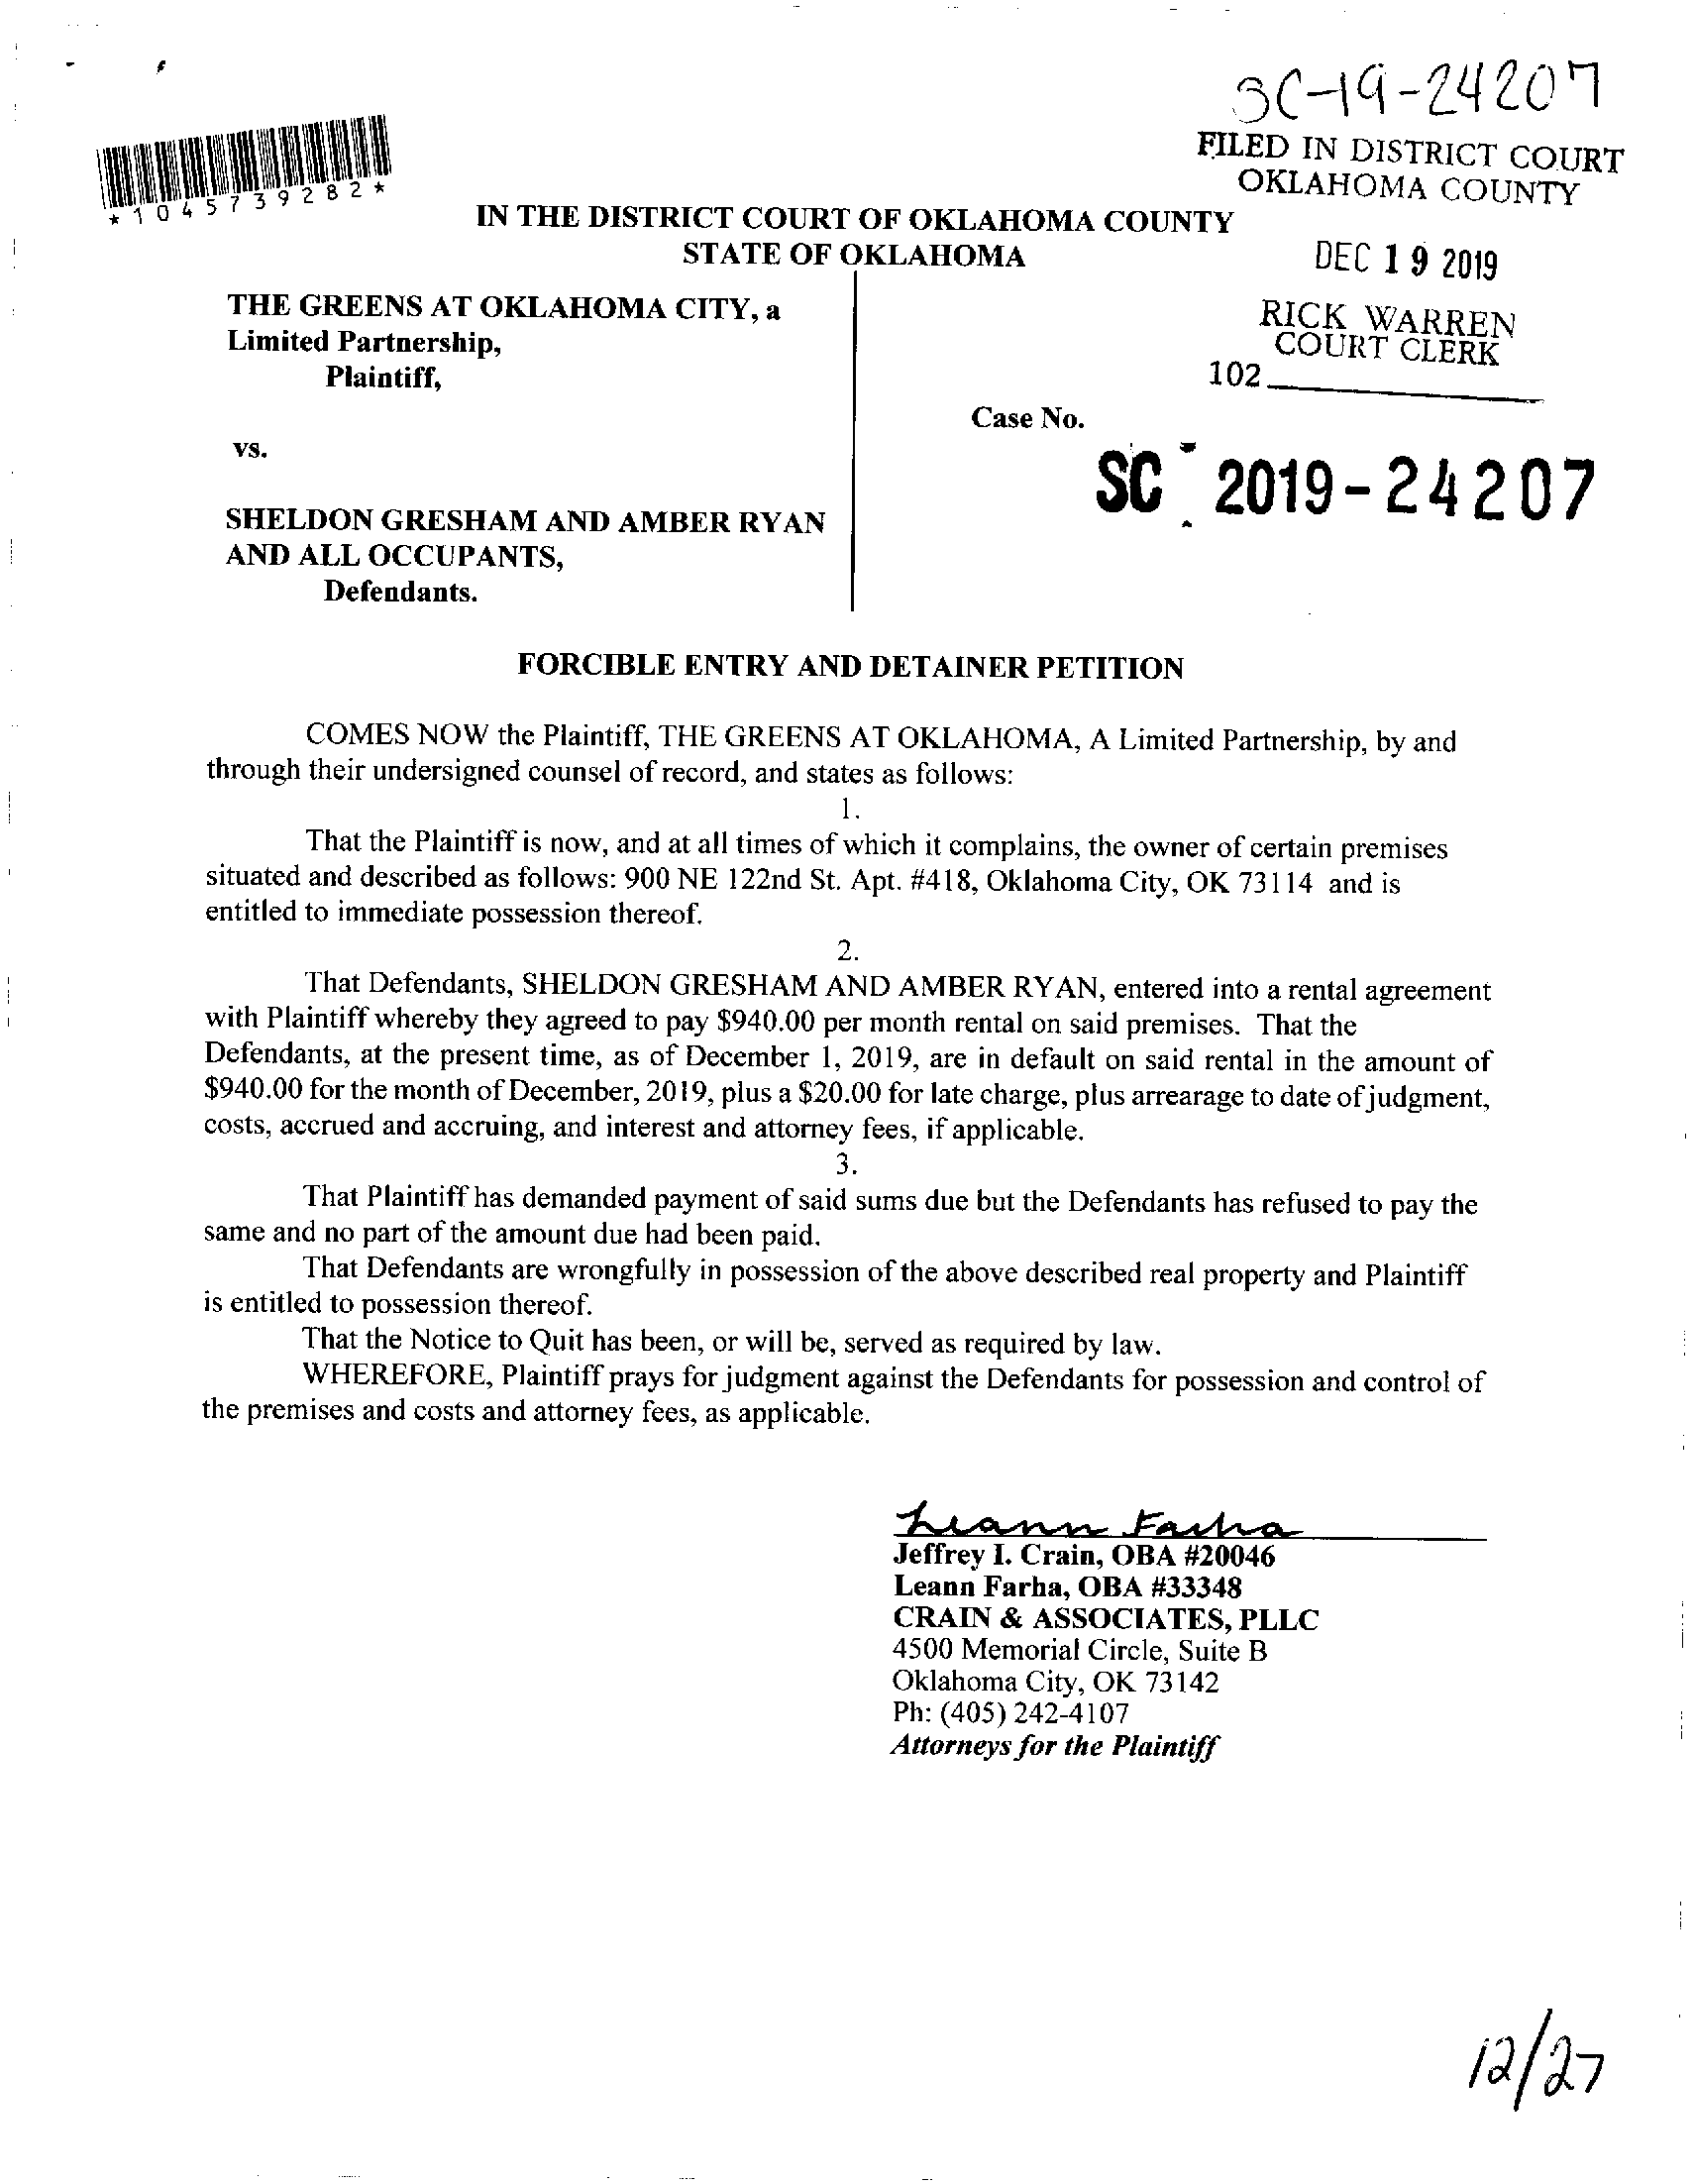 SC-19-24207
FILED IN DISTRICT COURT
OKLAHOMA COUNTY
*1045739282*
IN THE DISTRICT COURT OF OKLAHOMA COUNTY
STATE OF OKLAHOMA
DEC 19 2019
THE GREENS AT OKLAHOMA CITY, a
Limited Partnership,
Plaintiff,
RICK WARREN
COURT CLERK
102
Case No.
vs.
SC - 2019-24207
SHELDON GRESHAM AND AMBER RYAN
AND ALL OCCUPANTS,
Defendants.
FORCIBLE ENTRY AND DETAINER PETITION
COMES NOW the Plaintiff, THE GREENS AT OKLAHOMA, A Limited Partnership, by and
through their undersigned counsel of record, and states as follows:
1.
That the Plaintiff is now, and at all times of which it complains, the owner of certain premises
situated and described as follows: 900 NE 122nd St. Apt. #418, Oklahoma City, OK 73114 and is
entitled to immediate possession thereof.
2.
That Defendants, SHELDON GRESHAM AND AMBER RYAN, entered into a rental agreement
with Plaintiff whereby they agreed to pay $940.00 per month rental on said premises. That the
Defendants, at the present time, as of December 1, 2019, are in default on said rental in the amount of
$940.00 for the month of December, 2019, plus a $20.00 for late charge, plus arrearage to date of judgment,
costs, accrued and accruing, and interest and attorney fees, if applicable.
3.
That Plaintiff has demanded payment of said sums due but the Defendants has refused to pay the
same and no part of the amount due had been paid.
That Defendants are wrongfully in possession of the above described real property and Plaintiff
is entitled to possession thereof.
That the Notice to Quit has been, or will be, served as required by law.
WHEREFORE, Plaintiff prays for judgment against the Defendants for possession and control of
the premises and costs and attorney fees, as applicable.
Leann Farha
Jeffrey I. Crain, OBA #20046
Leann Farha, OBA #33348
CRAIN & ASSOCIATES, PLLC
4500 Memorial Circle, Suite B
Oklahoma City, OK 73142
Ph: (405) 242-4107
Attorneys for the Plaintiff
12/27